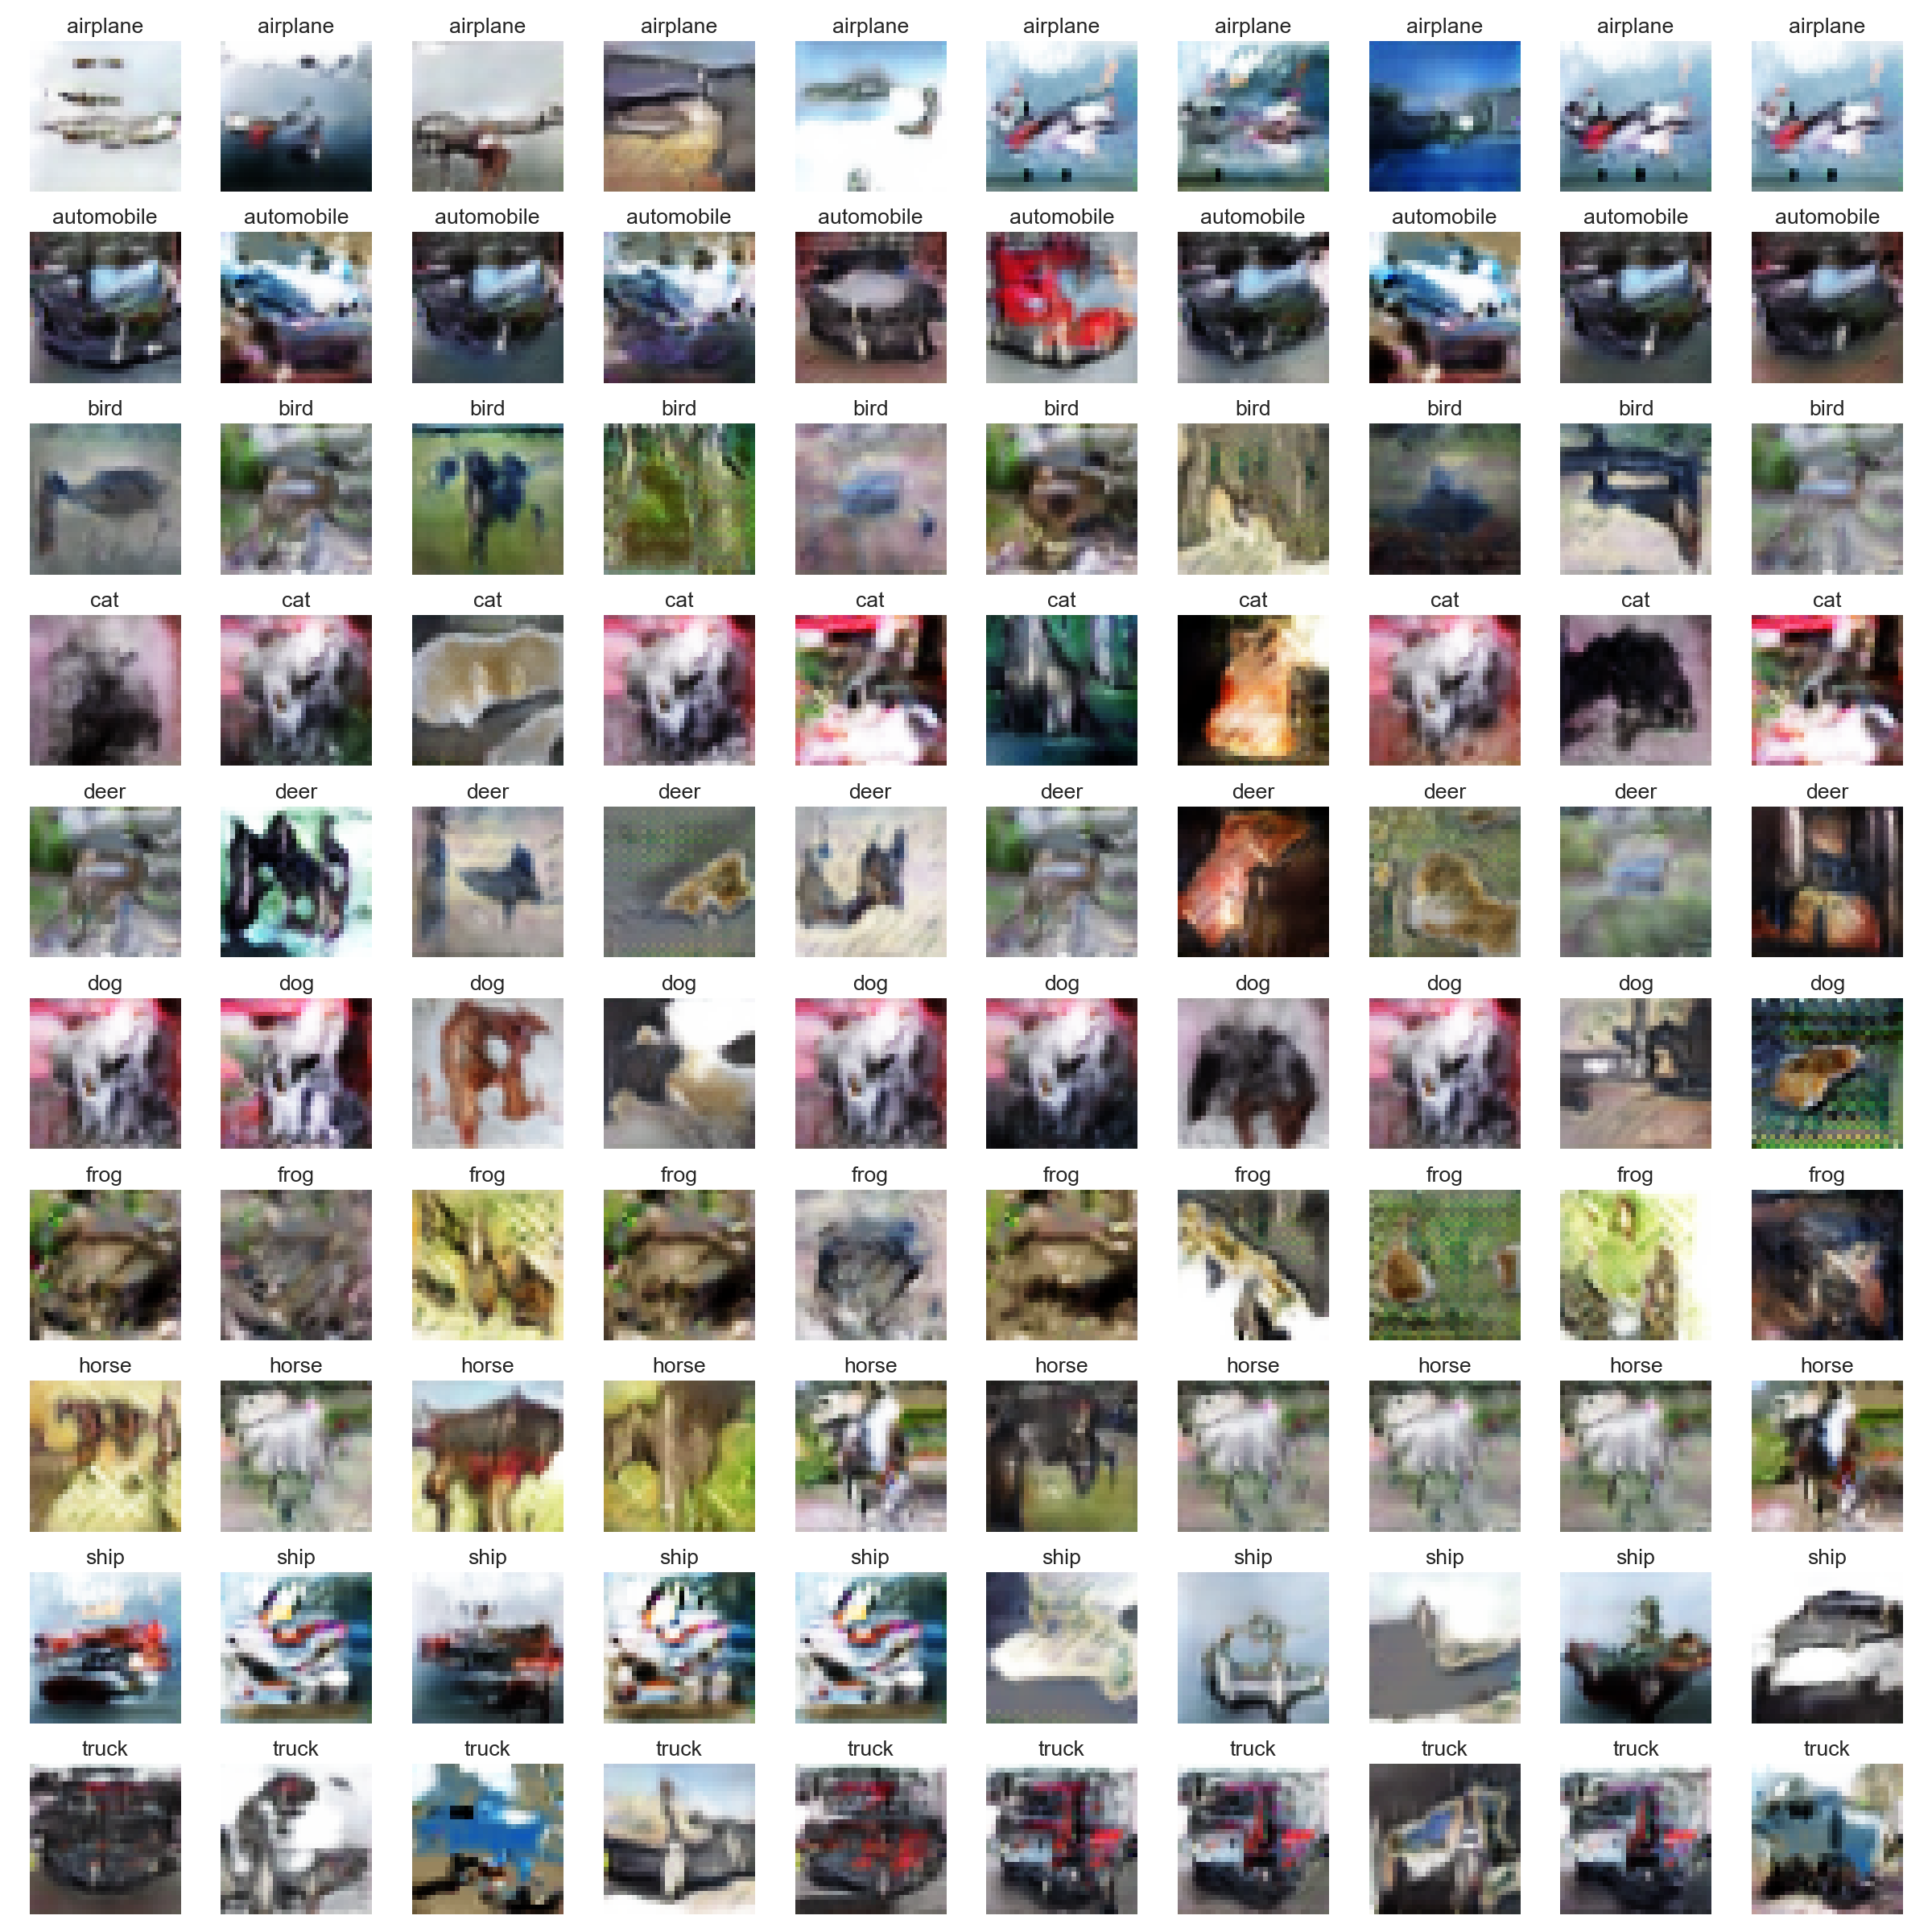 airplane airplane airplane airplane airplane airplane airplane airplane airplane airplane
automobile automobile automobile automobile automobile automobile automobile automobile automobile automobile
bird bird bird bird bird bird bird bird bird bird
cat cat cat cat cat cat cat cat cat cat
deer deer deer deer deer deer deer deer deer deer
dog dog dog dog dog dog dog dog dog dog
frog frog frog frog frog frog frog frog frog frog
horse horse horse horse horse horse horse horse horse horse
ship ship ship ship ship ship ship ship ship ship
truck truck truck truck truck truck truck truck truck truck